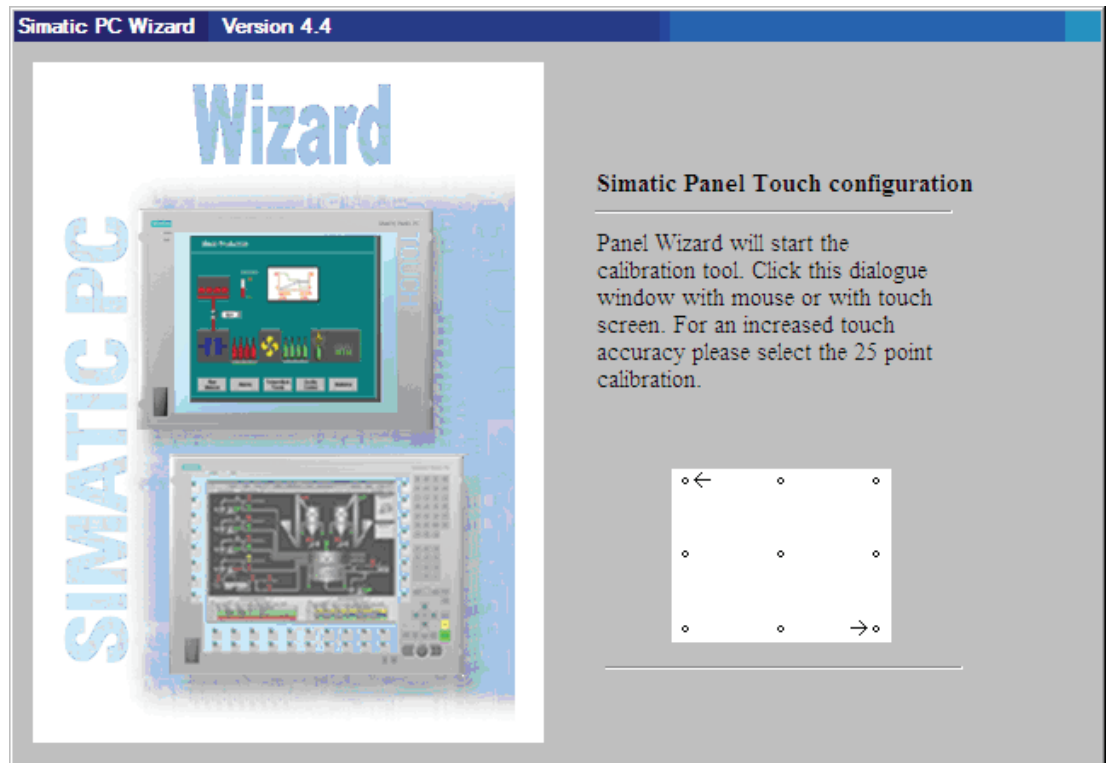 Simatic PC Wizard Version 4.4
Wizard
SIMATIC PC
Simatic Panel Touch configuration
Panel Wizard will start the
calibration tool. Click this dialogue
window with mouse or with touch
screen. For an increased touch
accuracy please select the 25 point
calibration.